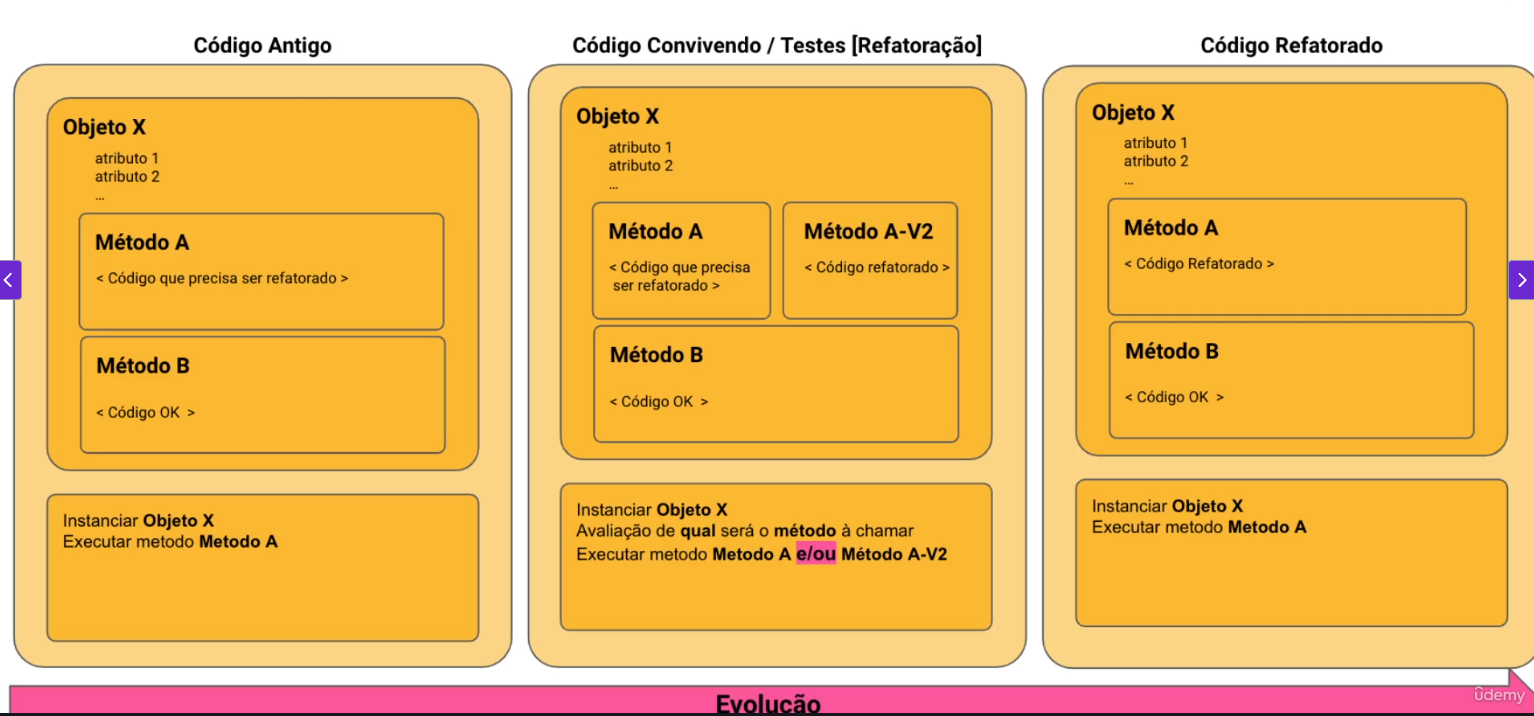 Código Antigo
Objeto X
atributo 1
atributo 2
...
Método A
< Código que precisa ser refatorado >
Método B
< Código OK >
Instanciar Objeto X
Executar metodo Metodo A
Código Convivendo / Testes [Refatoração]
Objeto X
atributo 1
atributo 2
...
Método A
< Código que precisa
ser refatorado >
Método A-V2
< Código refatorado >
Método B
< Código OK >
Instanciar Objeto X
Avaliação de qual será o método à chamar
Executar metodo Metodo A e/ou Método A-V2
Código Refatorado
Objeto X
atributo 1
atributo 2
...
Método A
< Código Refatorado >
Método B
< Código OK >
Instanciar Objeto X
Executar metodo Metodo A
Evolução
ûdemy